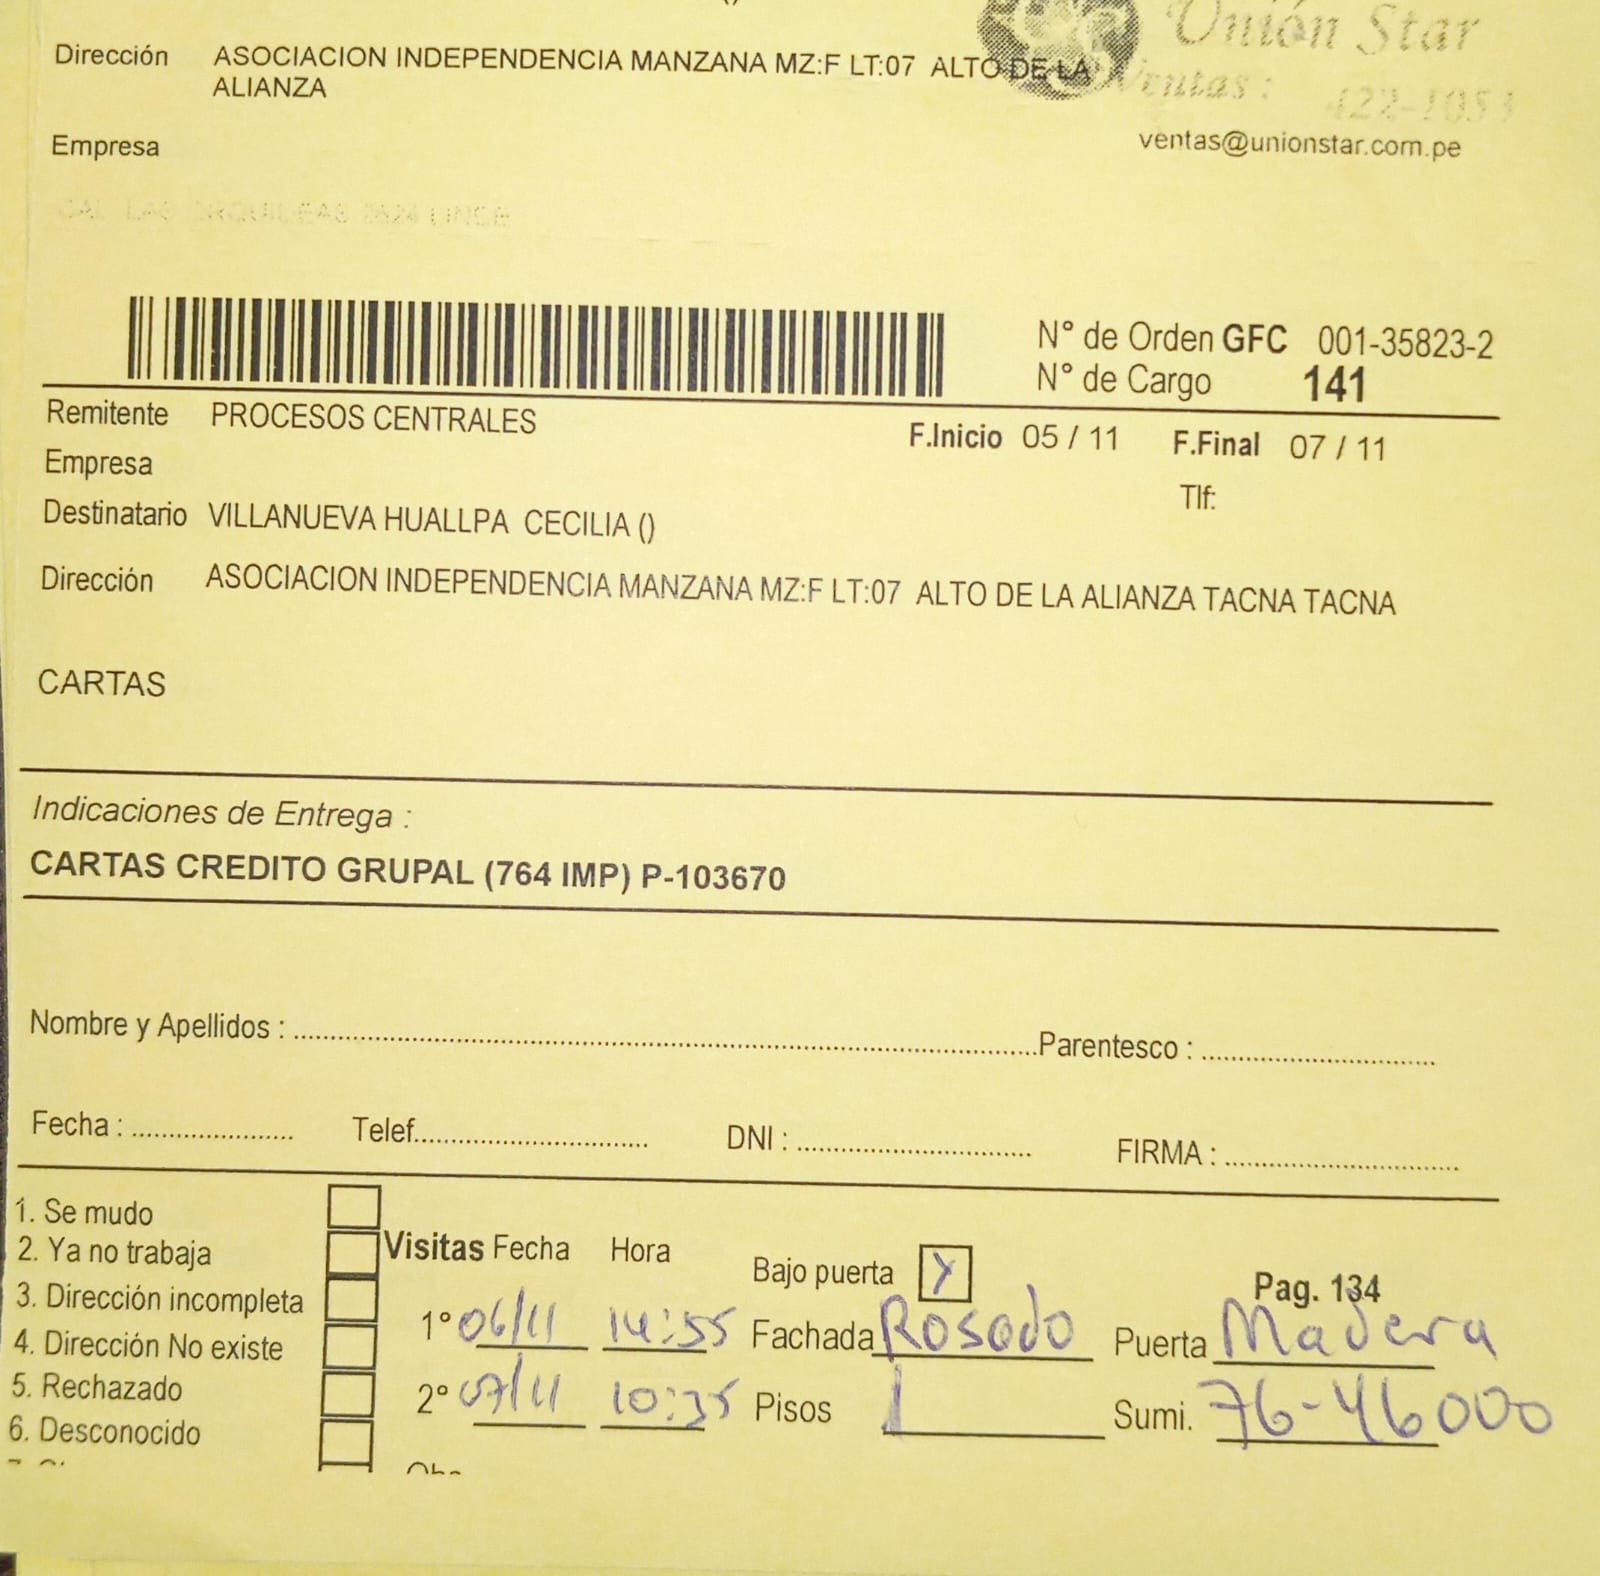 Unión Star
Dirección ASOCIACION INDEPENDENCIA MANZANA MZ:F LT:07 ALTO DE LA
ALIANZA
Ventas :
422-1053
Empresa
ventas@unionstar.com.pe
N° de Orden GFC 001-35823-2
N° de Cargo 141
Remitente PROCESOS CENTRALES
F.Inicio 05 / 11 F.Final 07 / 11
Empresa
Tlf:
Destinatario VILLANUEVA HUALLPA CECILIA ()
Dirección ASOCIACION INDEPENDENCIA MANZANA MZ:F LT:07 ALTO DE LA ALIANZA TACNA TACNA
CARTAS
Indicaciones de Entrega :
CARTAS CREDITO GRUPAL (764 IMP) P-103670
Nombre y Apellidos : Parentesco :
Fecha : Telef. DNI : FIRMA :
1. Se mudo
2. Ya no trabaja
3. Dirección incompleta
4. Dirección No existe
5. Rechazado
6. Desconocido
Visitas Fecha Hora
1° 06/11 14:55
2° 07/11 10:35
Bajo puerta X
Pag. 134
Fachada Rosado Puerta Madera
Pisos 1 Sumi. 76-46000